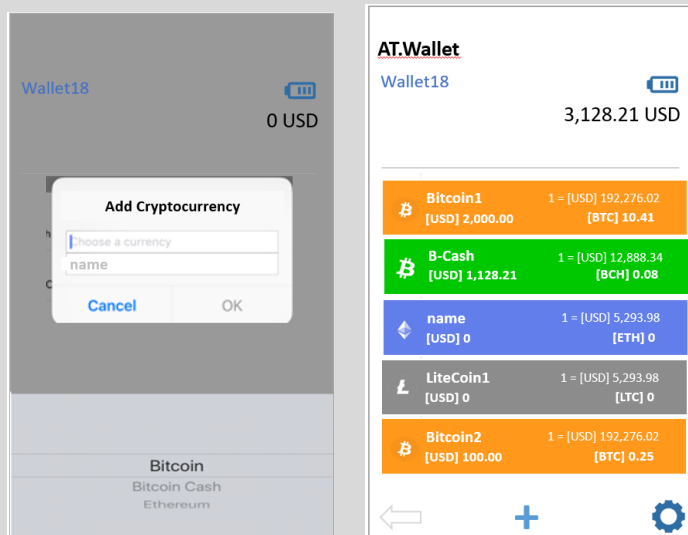 Wallet18
0 USD
Add Cryptocurrency
Choose a currency
name
Cancel
OK
Bitcoin
Bitcoin Cash
Ethereum
AT.Wallet
Wallet18
3,128.21 USD
Bitcoin1
1 = [USD] 192,276.02
[USD] 2,000.00
[BTC] 10.41
B-Cash
1 = [USD] 12,888.34
[USD] 1,128.21
[BCH] 0.08
name
1 = [USD] 5,293.98
[USD] 0
[ETH] 0
LiteCoin1
1 = [USD] 5,293.98
[USD] 0
[LTC] 0
Bitcoin2
1 = [USD] 192,276.02
[USD] 100.00
[BTC] 0.25